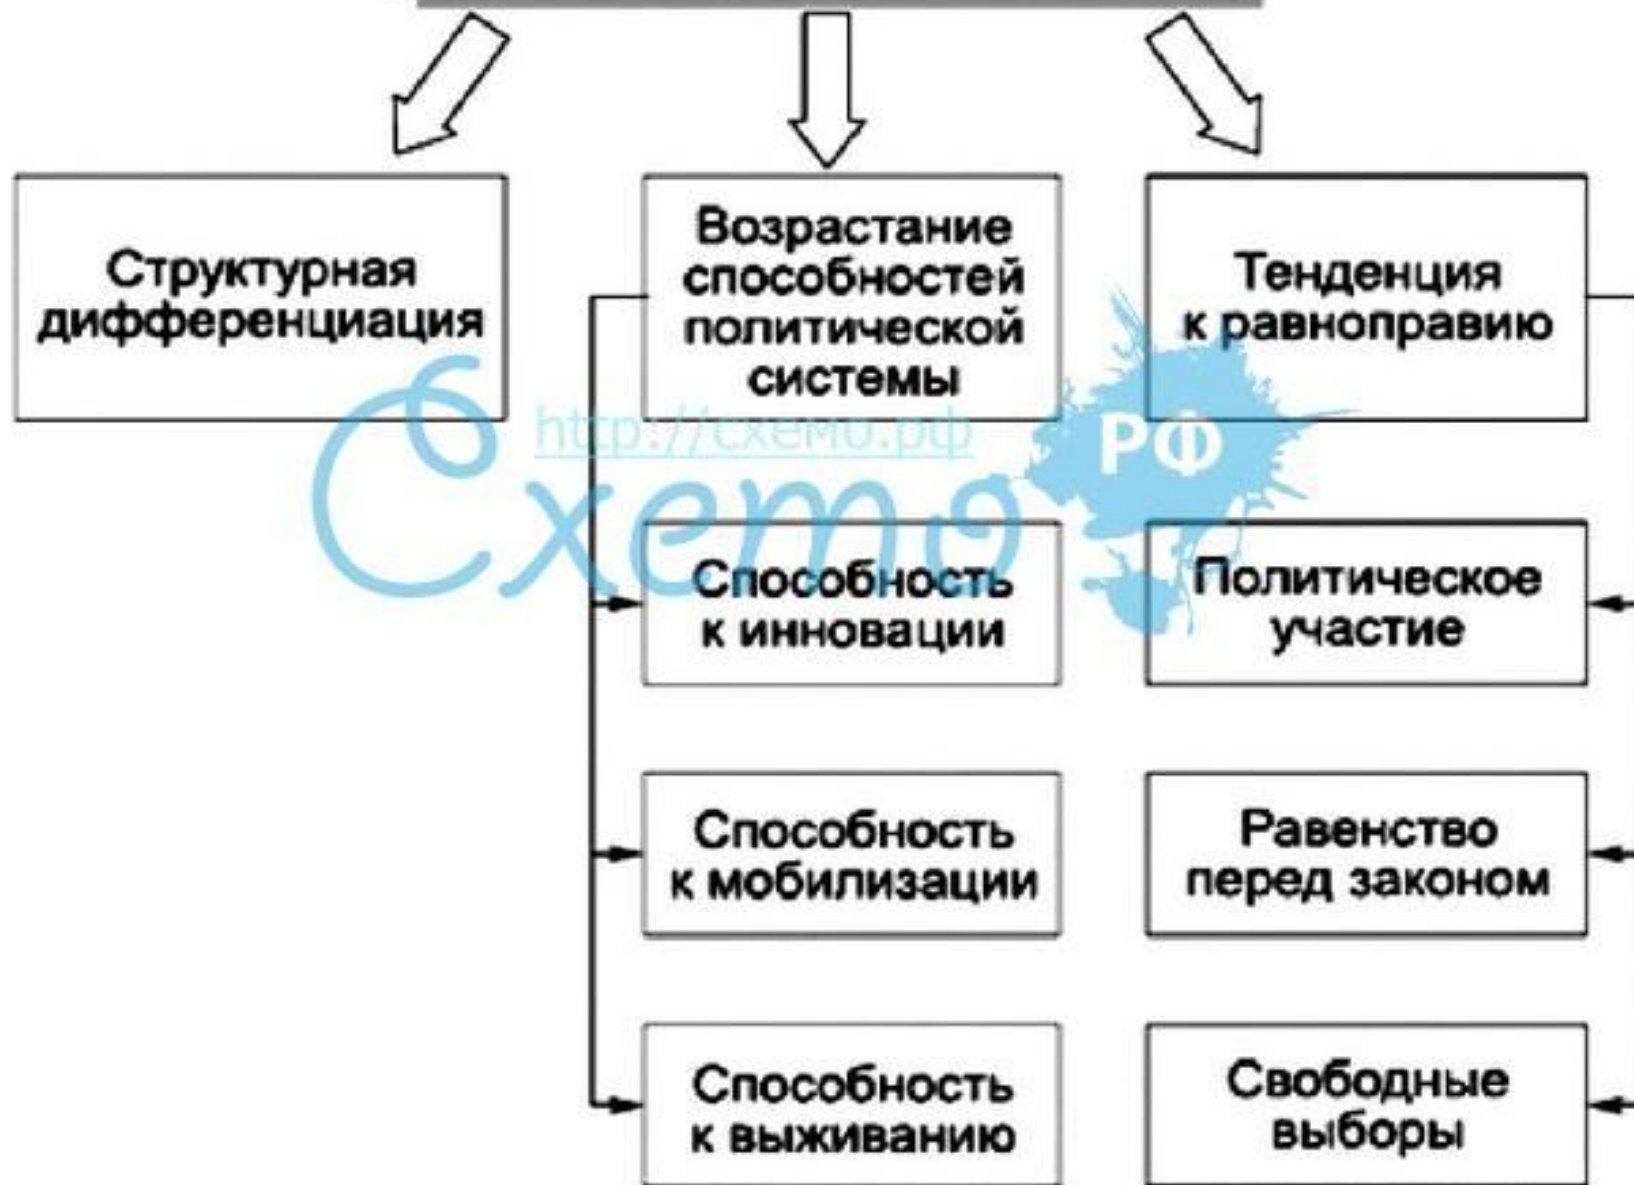 Структурная
дифференциация
Возрастание
способностей
политической
системы
Тенденция
к равноправию
http://схемо.рф
Схемо
РФ
Способность
к инновации
Политическое
участие
Способность
к мобилизации
Равенство
перед законом
Способность
к выживанию
Свободные
выборы